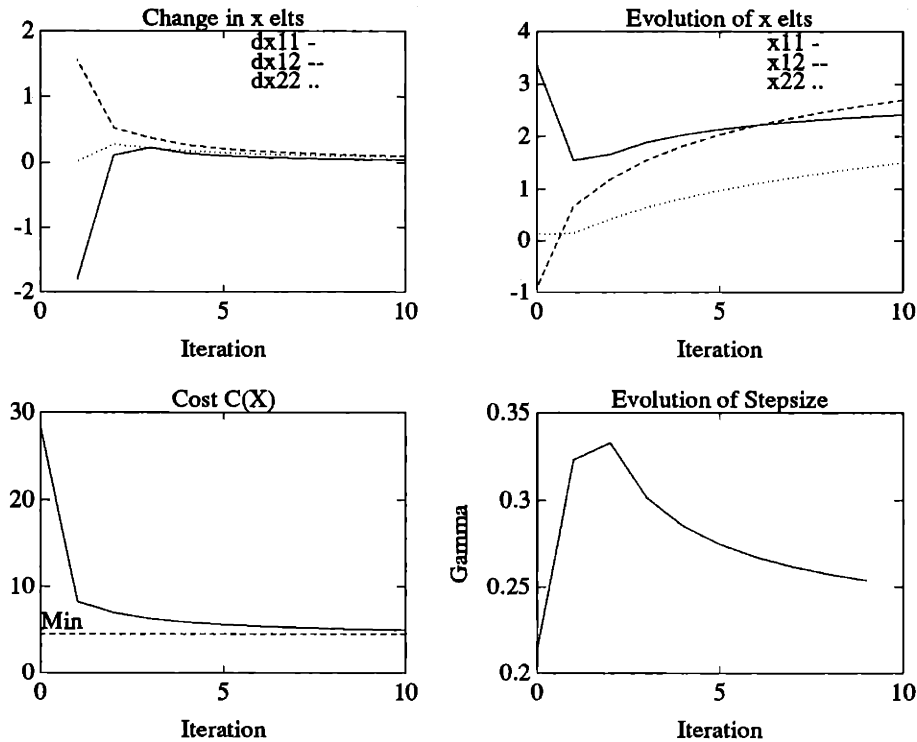 Change in x elts
dx11 -
dx12 --
dx22 ..
2
1
0
-1
-2
0
5
10
Iteration
Evolution of x elts
x11 -
x12 --
x22 ..
4
3
2
1
0
-1
0
5
10
Iteration
Cost C(X)
30
20
10
0
Min
0
5
10
Iteration
Evolution of Stepsize
0.35
0.3
0.25
0.2
Gamma
0
5
10
Iteration